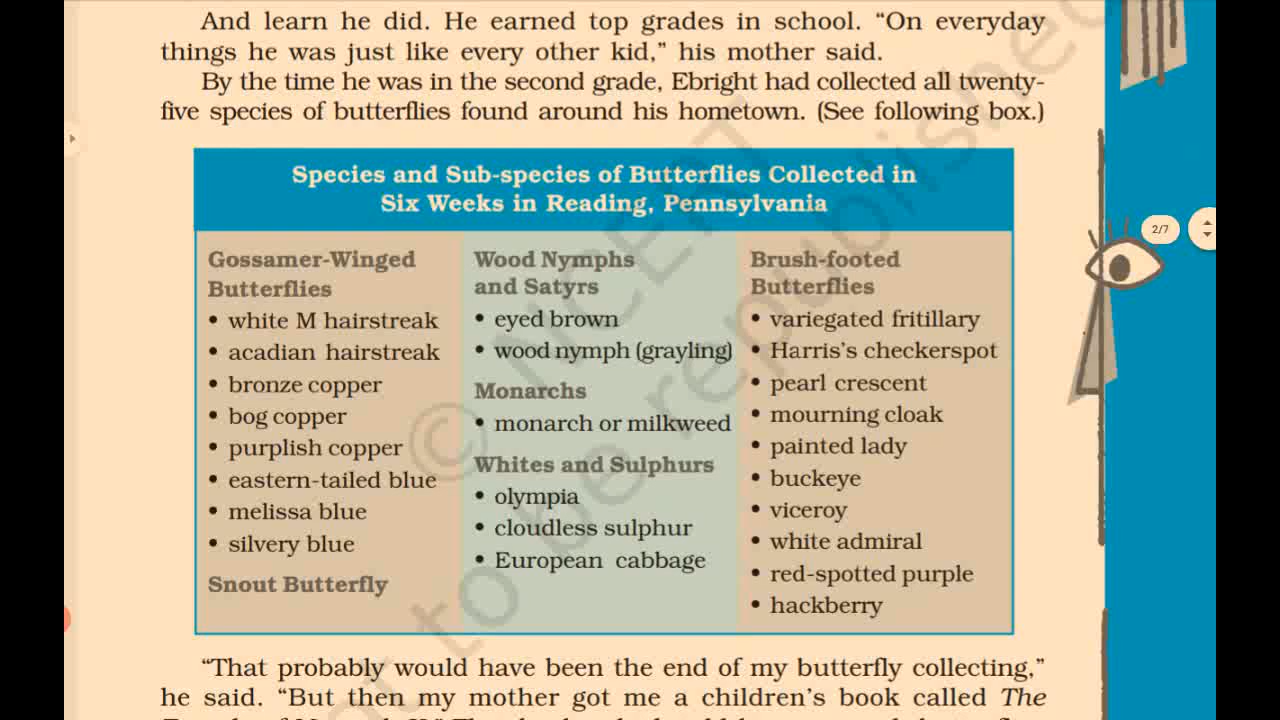 And learn he did. He earned top grades in school. “On everyday
things he was just like every other kid,” his mother said.
By the time he was in the second grade, Ebright had collected all twenty-
five species of butterflies found around his hometown. (See following box.)
Species and Sub-species of Butterflies Collected in
Six Weeks in Reading, Pennsylvania
Gossamer-Winged
Butterflies
• white M hairstreak
• acadian hairstreak
• bronze copper
• bog copper
• purplish copper
• eastern-tailed blue
• melissa blue
• silvery blue
Snout Butterfly
Wood Nymphs
and Satyrs
• eyed brown
• wood nymph (grayling)
Monarchs
• monarch or milkweed
Whites and Sulphurs
• olympia
• cloudless sulphur
• European cabbage
Brush-footed
Butterflies
• variegated fritillary
• Harris’s checkerspot
• pearl crescent
• mourning cloak
• painted lady
• buckeye
• viceroy
• white admiral
• red-spotted purple
• hackberry
“That probably would have been the end of my butterfly collecting,”
he said. “But then my mother got me a children’s book called The
2/7
© NCERT
to be republished